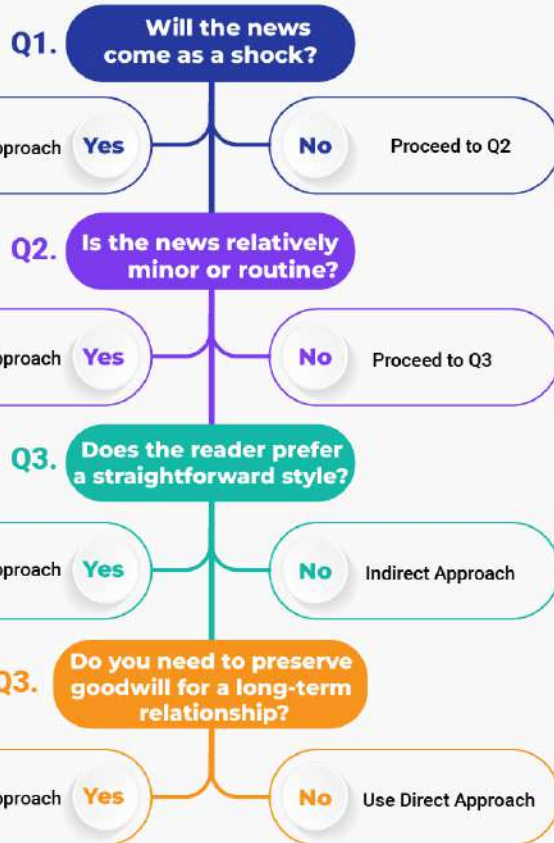 Q1.
Will the news
come as a shock?
Yes
No
Proceed to Q2
Q2.
Is the news relatively
minor or routine?
Yes
No
Proceed to Q3
Q3.
Does the reader prefer
a straightforward style?
Yes
No
Indirect Approach
Q3.
Do you need to preserve
goodwill for a long-term
relationship?
Yes
No
Use Direct Approach